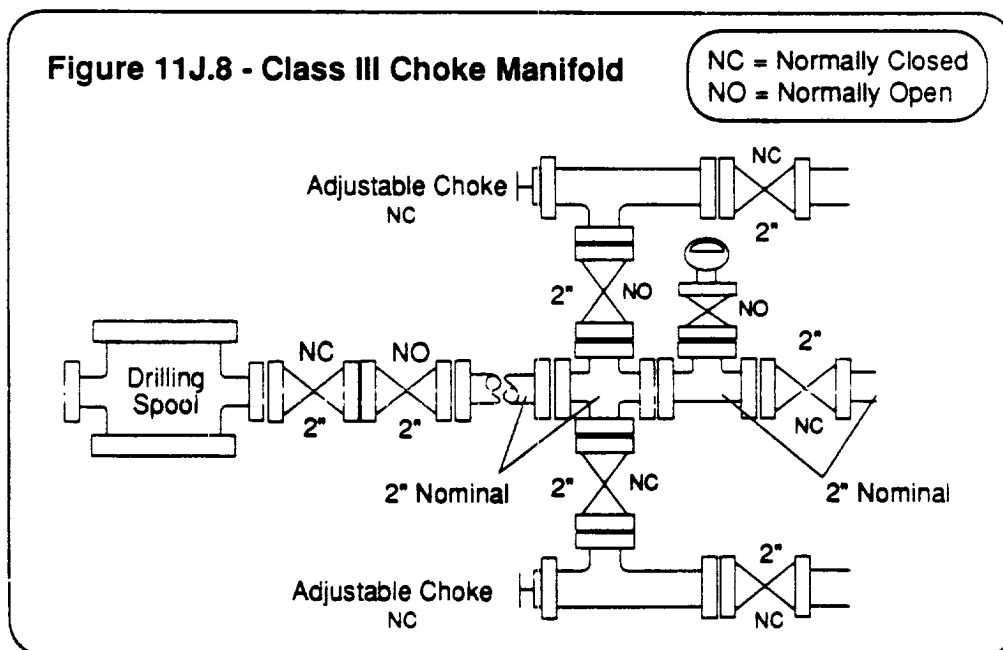 Figure 11J.8 - Class III Choke Manifold
NC = Normally Closed
NO = Normally Open
Adjustable Choke
NC
NC
2"
2"
NO
NO
Drilling
Spool
NC
2"
NO
2"
2"
NC
2" Nominal
2"
NC
2" Nominal
Adjustable Choke
NC
2"
NC